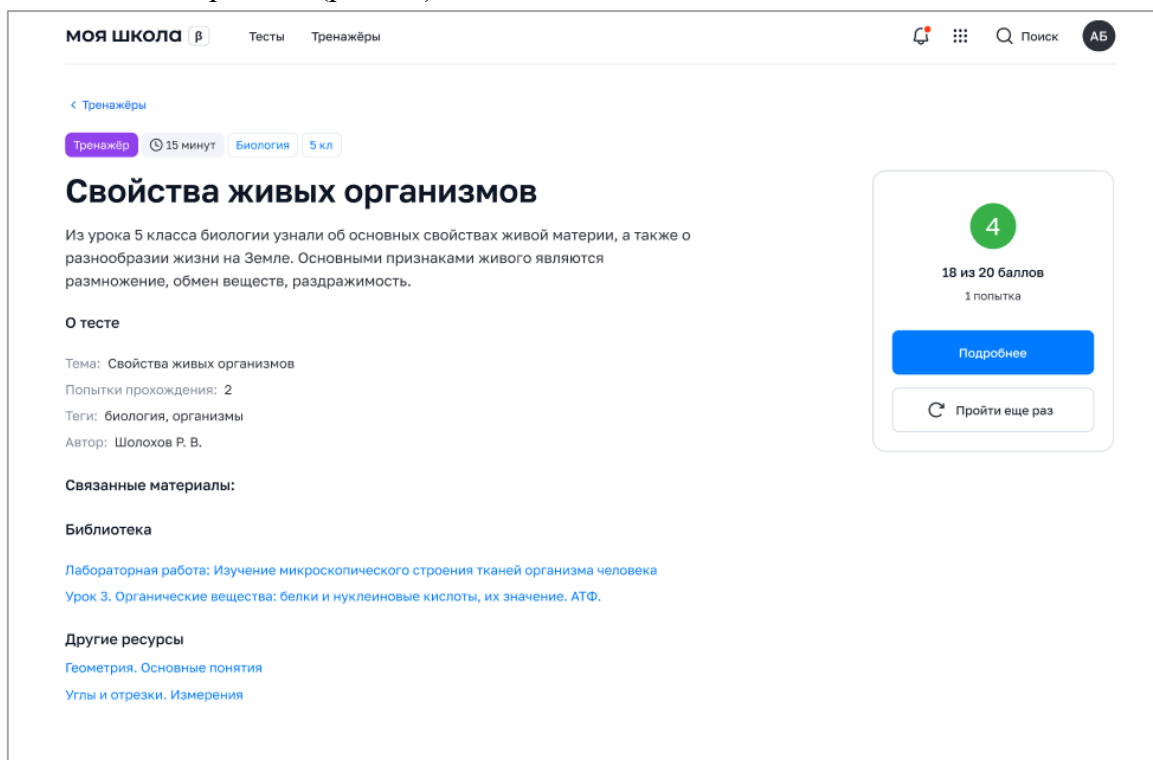 моя школа β Тесты Тренажёры Поиск АБ
Тренажёры
Тренажёр 15 минут Биология 5 кл
Свойства живых организмов
Из урока 5 класса биологии узнали об основных свойствах живой материи, а также о
разнообразии жизни на Земле. Основными признаками живого являются
размножение, обмен веществ, раздражимость.
О тесте
Тема: Свойства живых организмов
Попытки прохождения: 2
Теги: биология, организмы
Автор: Шолохов Р. В.
Связанные материалы:
Библиотека
Лабораторная работа: Изучение микроскопического строения тканей организма человека
Урок 3. Органические вещества: белки и нуклеиновые кислоты, их значение. АТФ.
Другие ресурсы
Геометрия. Основные понятия
Углы и отрезки. Измерения
4
18 из 20 баллов
1 попытка
Подробнее
Пройти еще раз